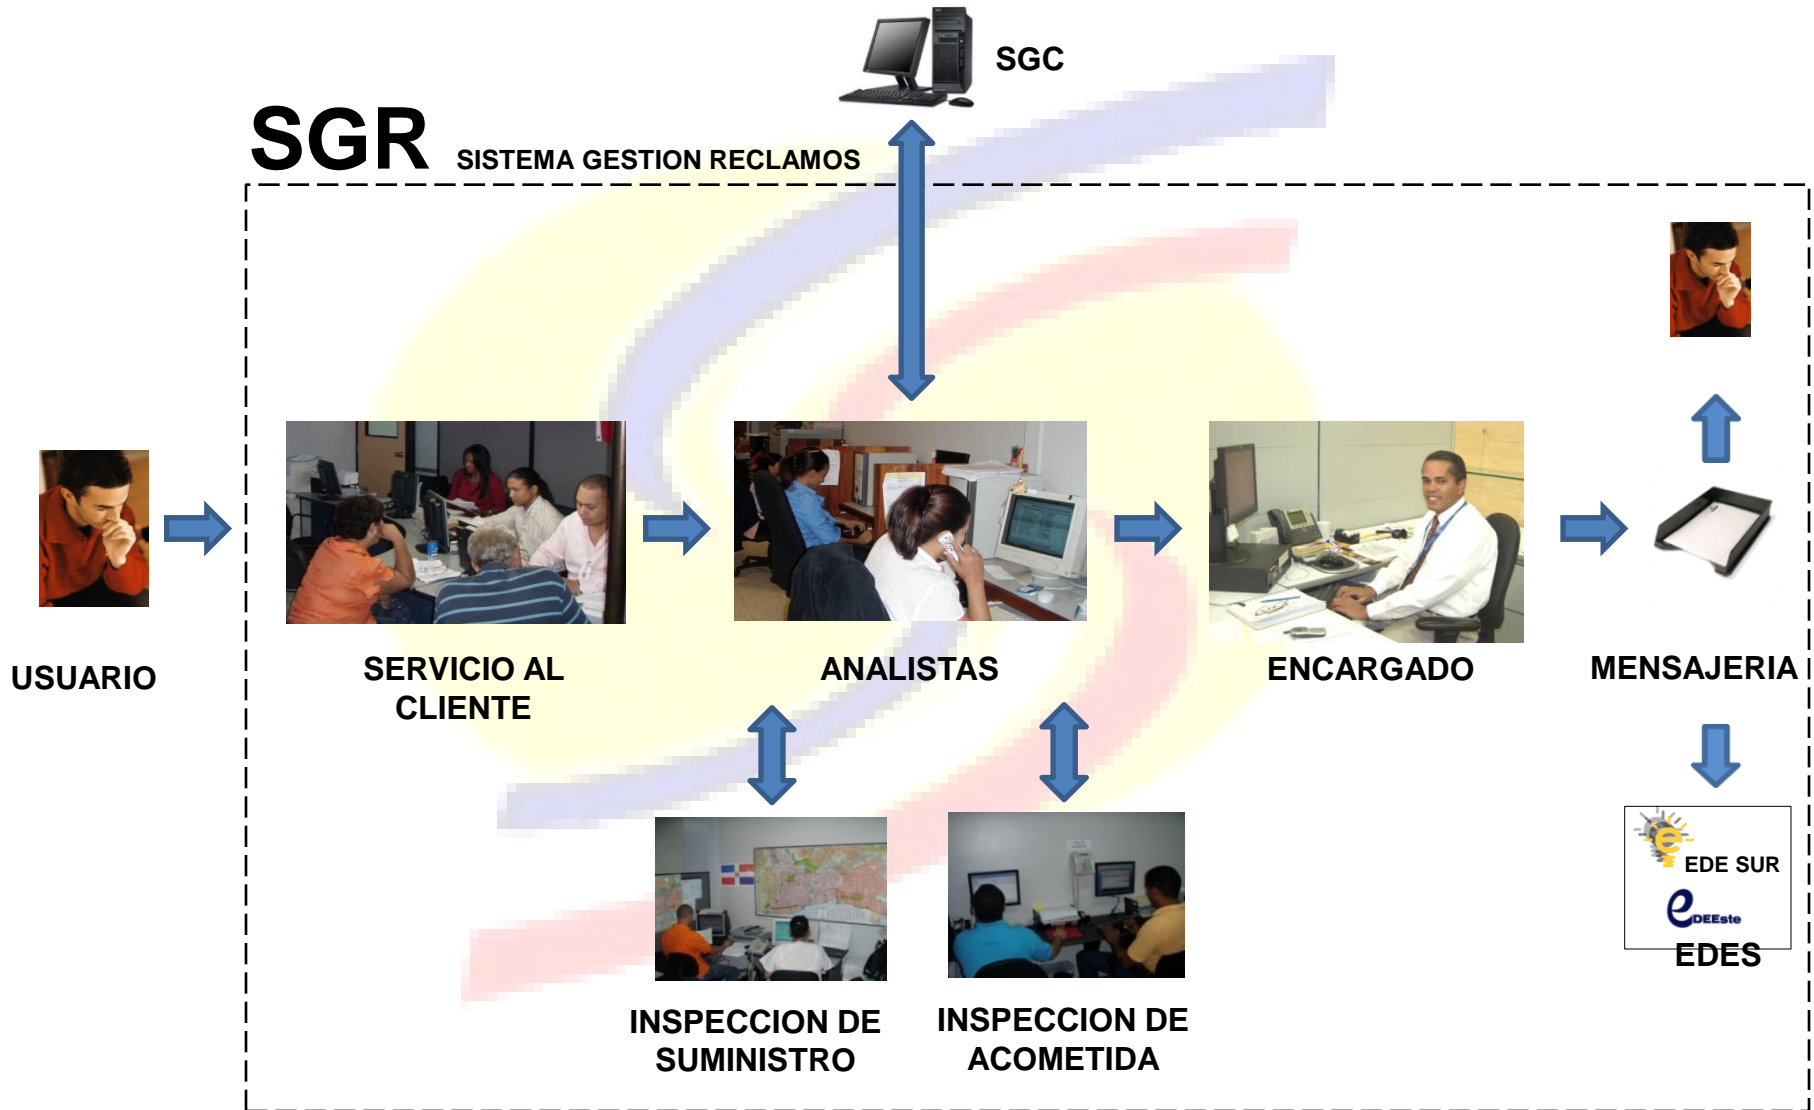 SGC
SGR SISTEMA GESTION RECLAMOS
USUARIO
SERVICIO AL
CLIENTE
ANALISTAS
ENCARGADO
MENSAJERIA
INSPECCION DE
SUMINISTRO
INSPECCION DE
ACOMETIDA
e
EDE SUR
eDEEste
EDES